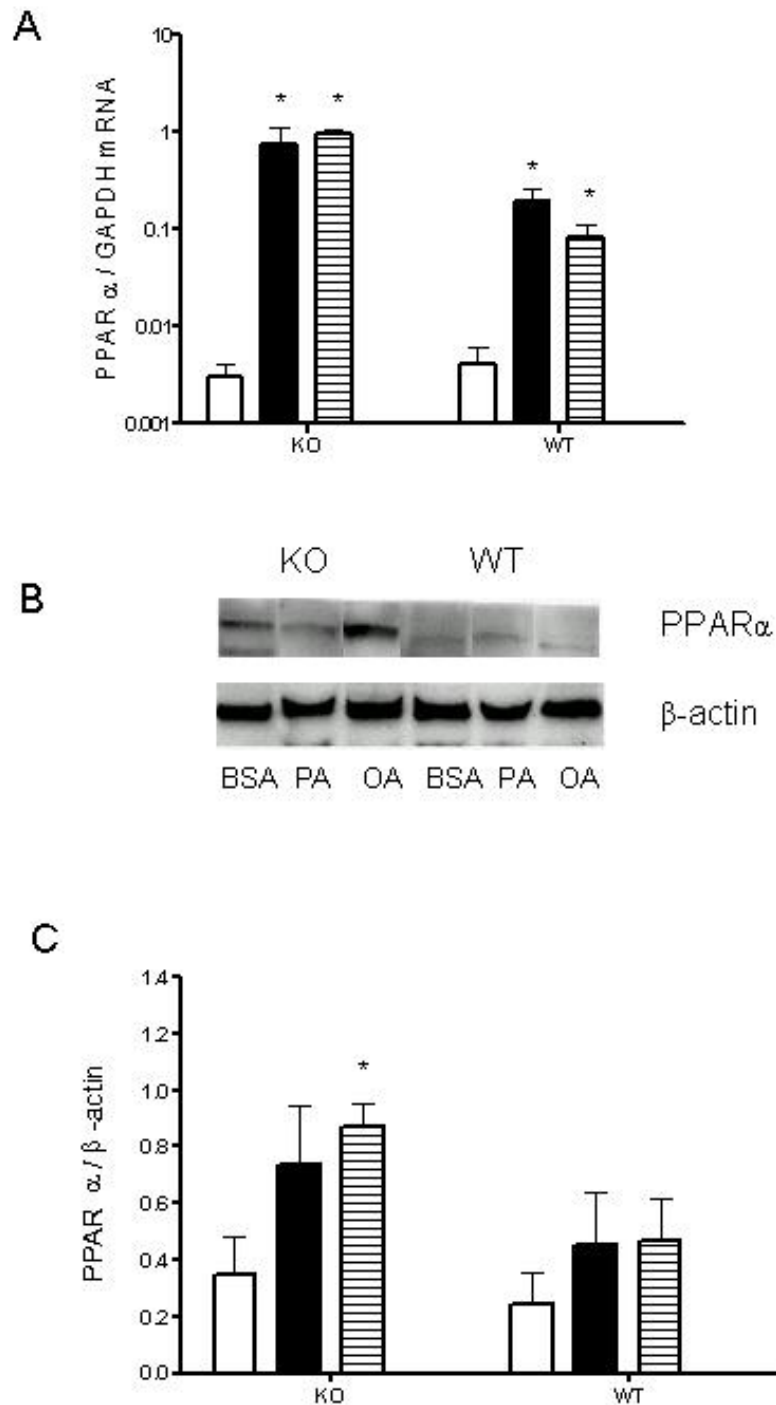 A
PPAR α / GAPDH mRNA
10
1
0.1
0.01
0.001
* * * *
KO WT
B
KO WT
PPARα
β-actin
BSA PA OA BSA PA OA
C
PPAR α / β -actin
1.4
1.2
1.0
0.8
0.6
0.4
0.2
0.0
*
KO WT